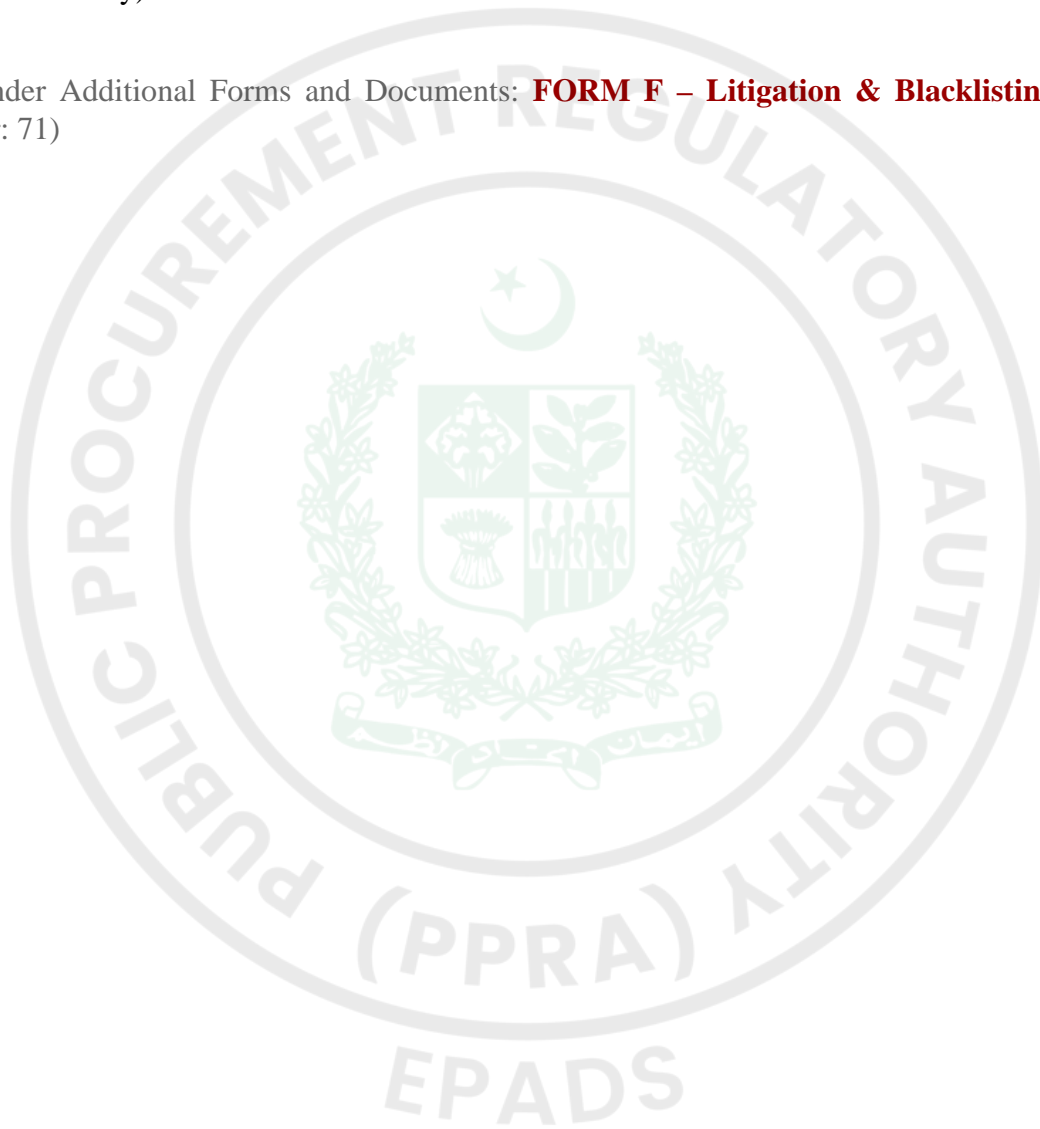 nder Additional Forms and Documents: FORM F – Litigation & Blacklistin
: 71)
PUBLIC PROCUREMENT REGULATORY AUTHORITY
(PPRA)
EPADS